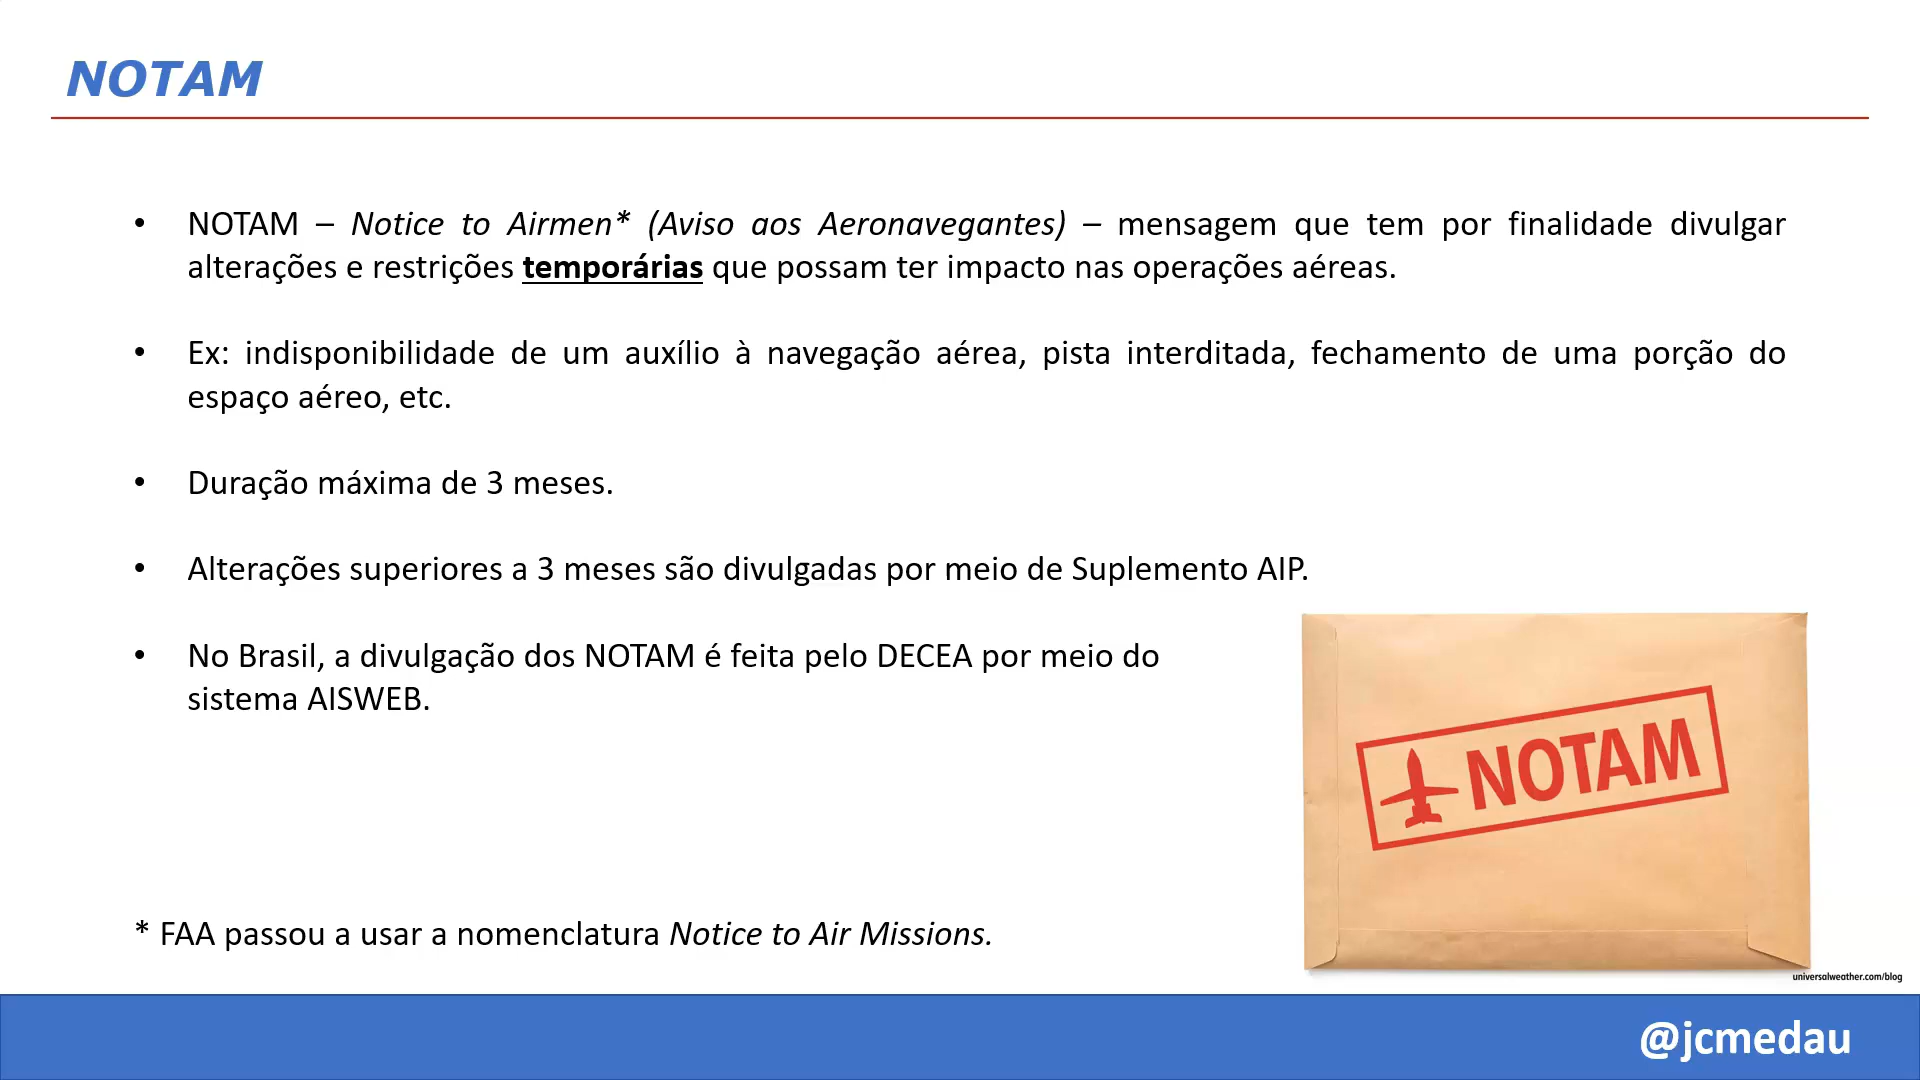 NOTAM
• NOTAM – Notice to Airmen* (Aviso aos Aeronavegantes) – mensagem que tem por finalidade divulgar
alterações e restrições temporárias que possam ter impacto nas operações aéreas.
• Ex: indisponibilidade de um auxílio à navegação aérea, pista interditada, fechamento de uma porção do
espaço aéreo, etc.
• Duração máxima de 3 meses.
• Alterações superiores a 3 meses são divulgadas por meio de Suplemento AIP.
• No Brasil, a divulgação dos NOTAM é feita pelo DECEA por meio do
sistema AISWEB.
NOTAM
* FAA passou a usar a nomenclatura Notice to Air Missions.
universalweather.com/blog
@jcmedau